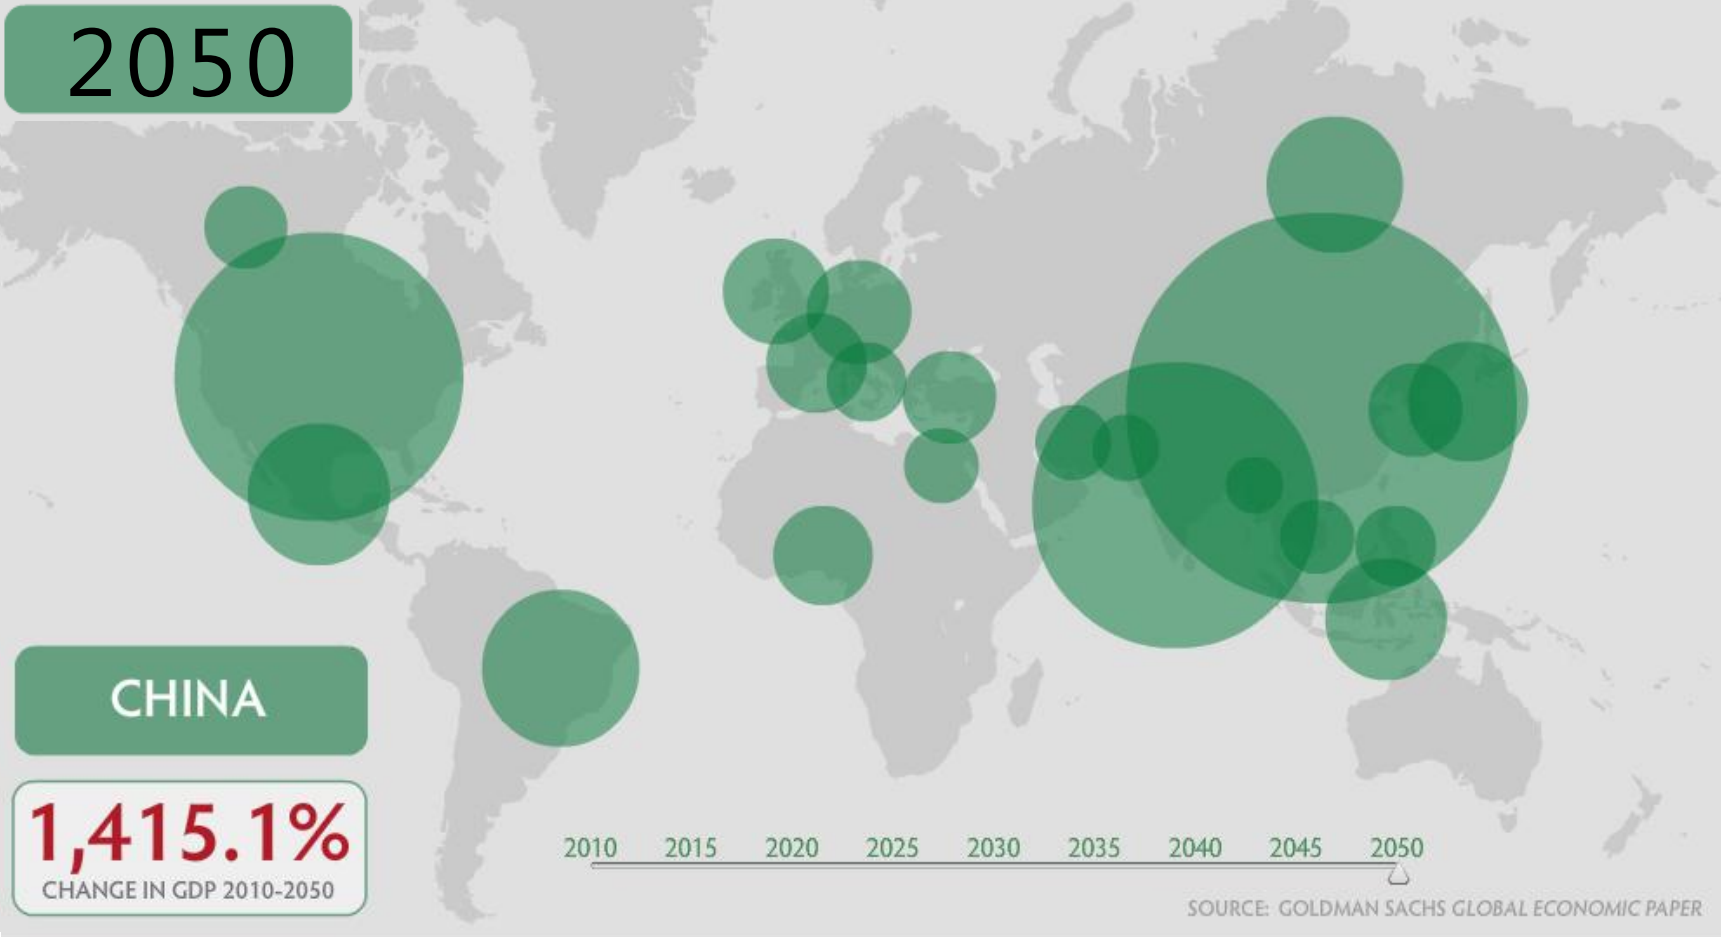 2050
CHINA
1,415.1%
CHANGE IN GDP 2010-2050
2010 2015 2020 2025 2030 2035 2040 2045 2050
SOURCE: GOLDMAN SACHS GLOBAL ECONOMIC PAPER